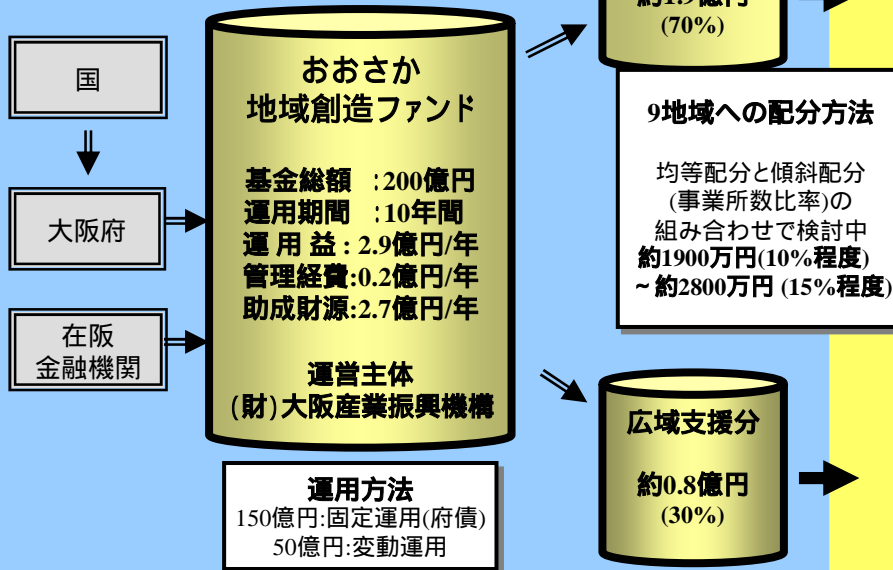 国
大阪府
在阪
金融機関
おおさか
地域創造ファンド
基金総額 :200億円
運用期間 :10年間
運 用 益 : 2.9億円/年
管理経費:0.2億円/年
助成財源:2.7億円/年
運営主体
(財)大阪産業振興機構
運用方法
150億円:固定運用(府債)
50億円:変動運用
約1.9億円
(70%)
9地域への配分方法
均等配分と傾斜配分
(事業所数比率)の
組み合わせで検討中
約1900万円(10%程度)
~ 約2800万円 (15%程度)
広域支援分
約0.8億円
(30%)